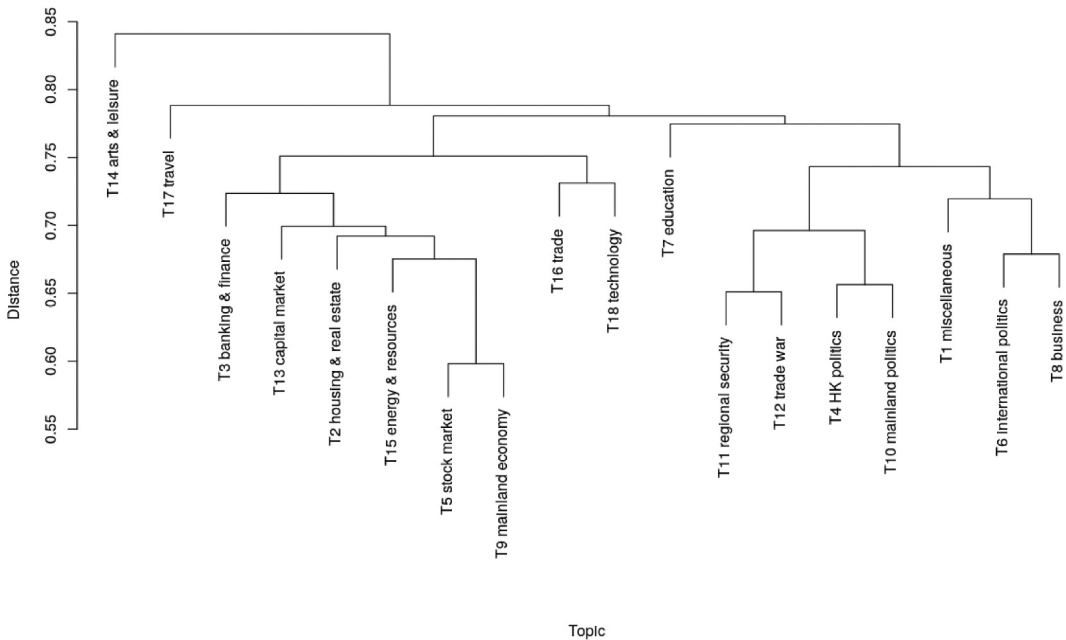 0.85
0.80
0.75
0.70
0.65
0.60
0.55
Distance
T14 arts & leisure
T17 travel
T3 banking & finance
T13 capital market
T2 housing & real estate
T15 energy & resources
T5 stock market
T9 mainland economy
T16 trade
T18 technology
T7 education
T11 regional security
T12 trade war
T4 HK politics
T10 mainland politics
T1 miscellaneous
T6 international politics
T8 business
Topic